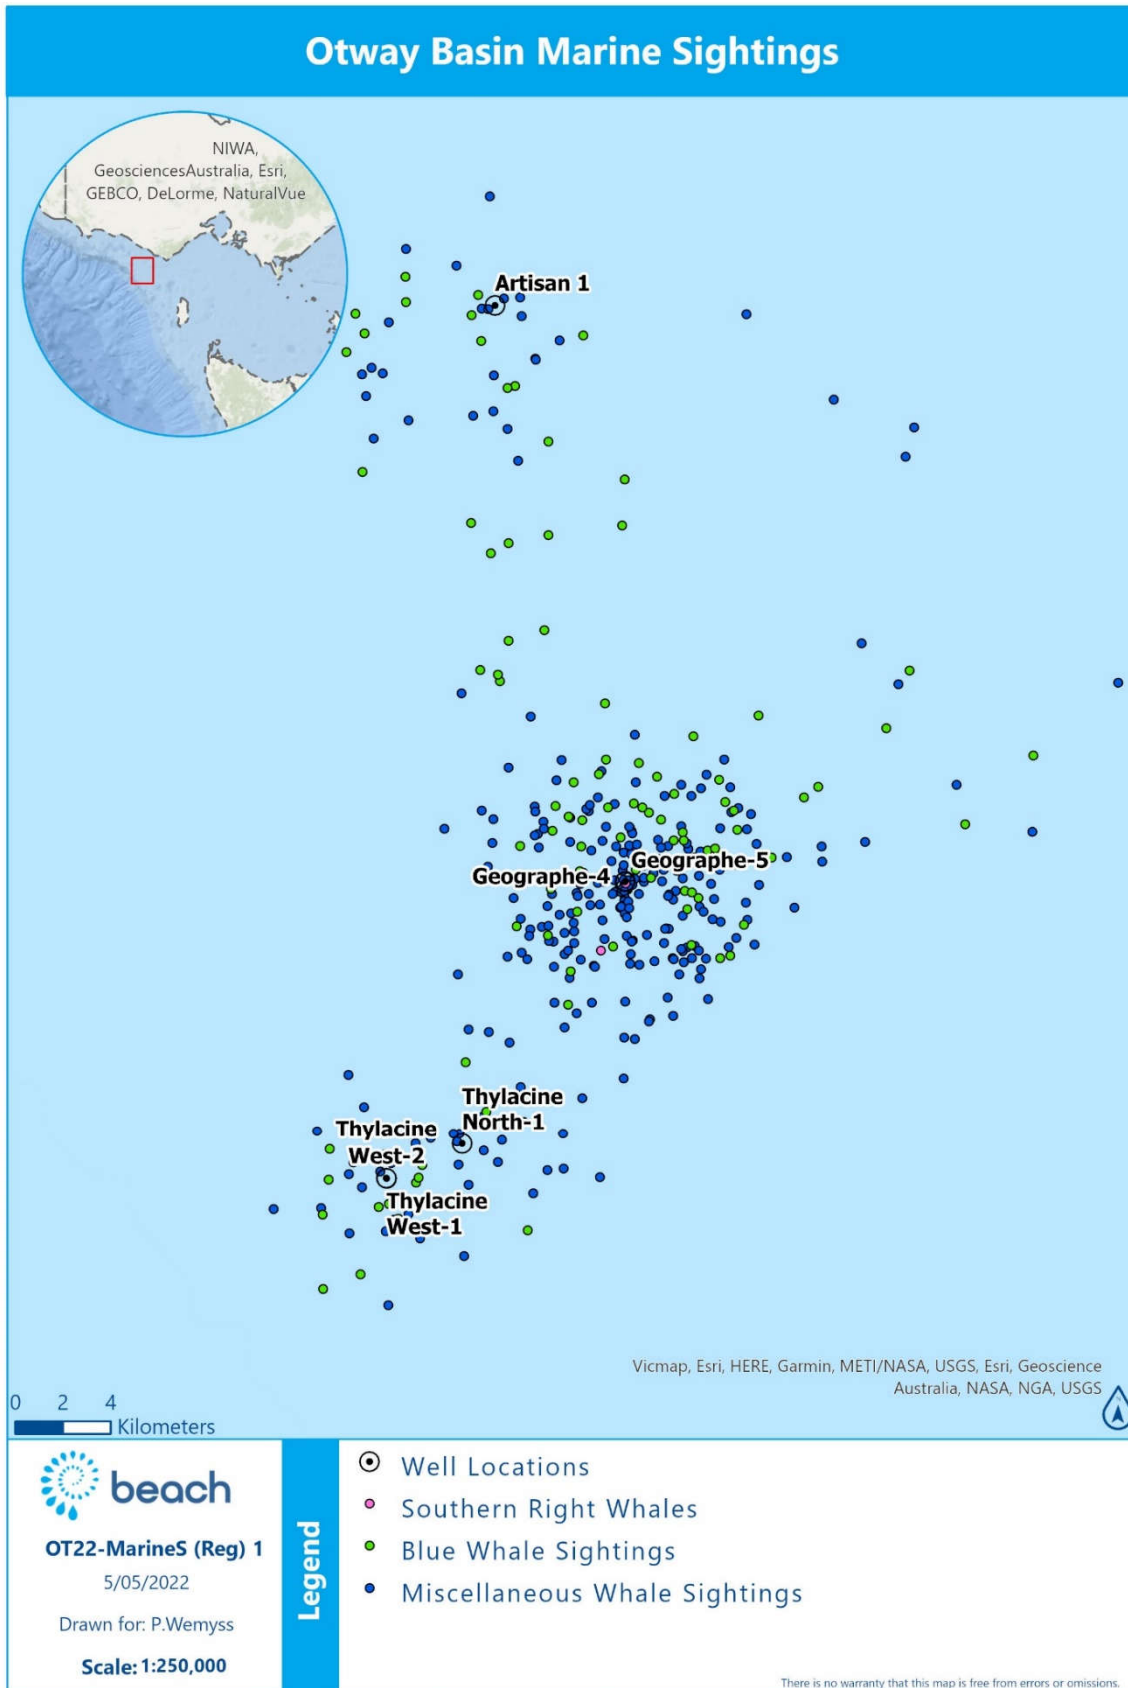 Otway Basin Marine Sightings
NIWA,
GeosciencesAustralia, Esri,
GEBCO, DeLorme, NaturalVue
Artisan 1
Geographe-5
Geographe-4
Thylacine
North-1
Thylacine
West-2
Thylacine
West-1
Vicmap, Esri, HERE, Garmin, METI/NASA, USGS, Esri, Geoscience
Australia, NASA, NGA, USGS
0 2 4
Kilometers
beach
OT22-MarineS (Reg) 1
5/05/2022
Drawn for: P.Wemyss
Scale: 1:250,000
Legend
Well Locations
Southern Right Whales
Blue Whale Sightings
Miscellaneous Whale Sightings
There is no warranty that this map is free from errors or omissions.